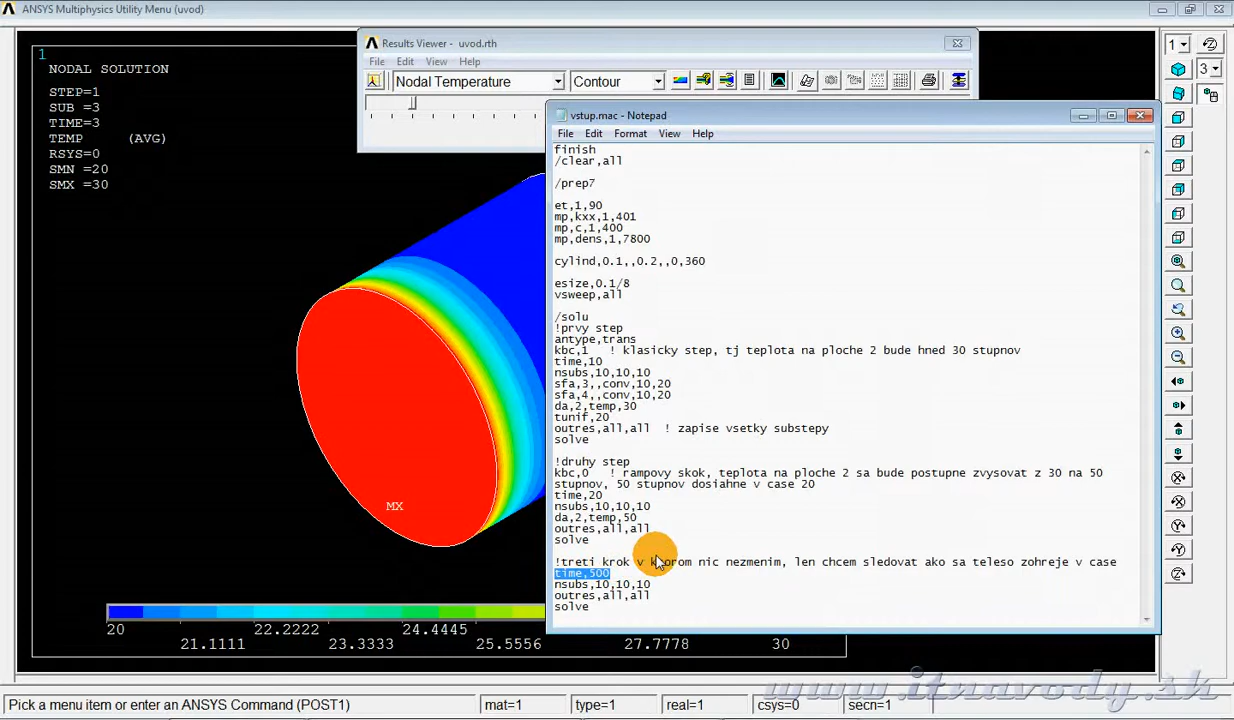 ANSYS Multiphysics Utility Menu (uvod)
1
NODAL SOLUTION
STEP=1
SUB =3
TIME=3
TEMP (AVG)
RSYS=0
SMN =20
SMX =30
Results Viewer - uvod.rth
File Edit View Help
Nodal Temperature Contour
1
3
vstup.mac - Notepad
File Edit Format View Help
finish
/clear,all
/prep7
et,1,90
mp,kxx,1,401
mp,c,1,400
mp,dens,1,7800
cylind,0.1,,0.2,,0,360
esize,0.1/8
vsweep,all
/solu
!prvy step
antype,trans
kbc,1 ! klasicky step, tj teplota na ploche 2 bude hned 30 stupnov
time,10
nsubs,10,10,10
sfa,3,,conv,10,20
sfa,4,,conv,10,20
da,2,temp,30
tunif,20
outres,all,all ! zapise vsetky substepy
solve
!druhy step
kbc,0 ! rampovy skok, teplota na ploche 2 sa bude postupne zvysovat z 30 na 50
stupnov, 50 stupnov dosiahne v case 20
time,20
nsubs,10,10,10
da,2,temp,50
outres,all,all
solve
!treti krok v ktorom nic nezmenim, len chcem sledovat ako sa teleso zohreje v case
time,500
nsubs,10,10,10
outres,all,all
solve
MX
20 22.2222 24.4445
21.1111 23.3333 25.5556 27.7778 30
www.itnavody.sk
Pick a menu item or enter an ANSYS Command (POST1) mat=1 type=1 real=1 csys=0 secn=1